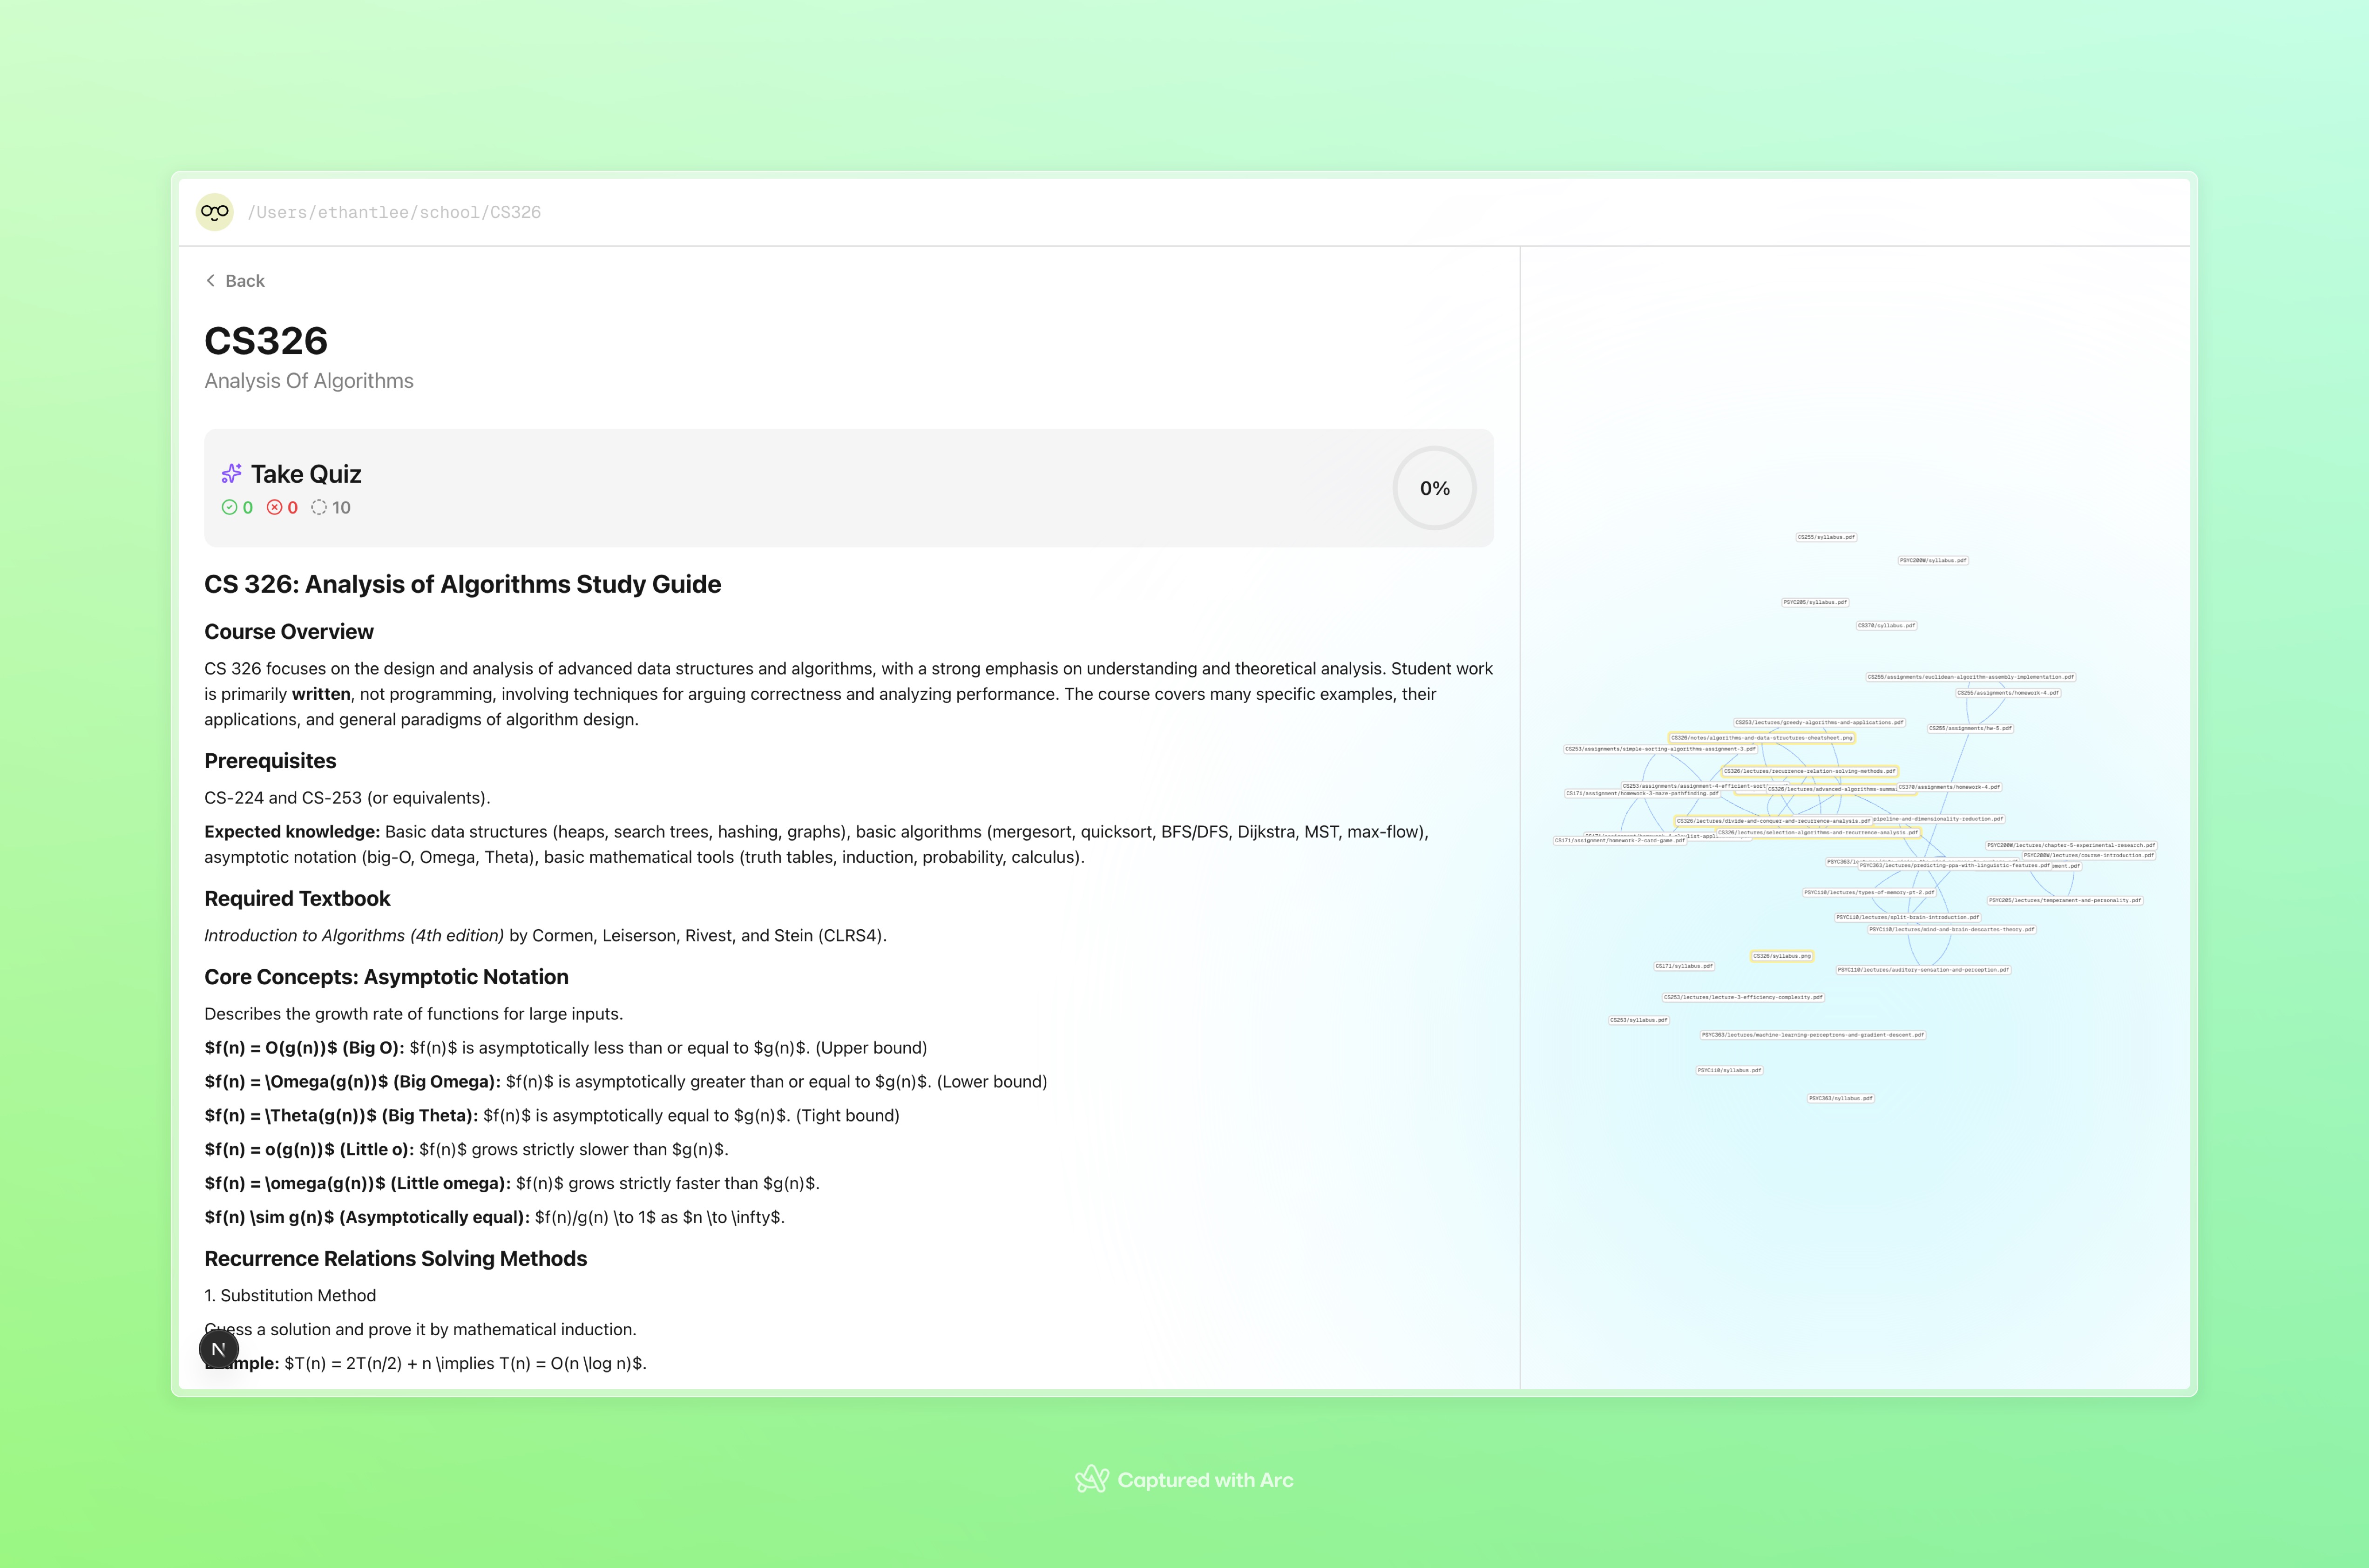 /Users/ethantlee/school/CS326
Back
CS326
Analysis Of Algorithms
Take Quiz
0 0 10
0%
CS 326: Analysis of Algorithms Study Guide
Course Overview
CS 326 focuses on the design and analysis of advanced data structures and algorithms, with a strong emphasis on understanding and theoretical analysis. Student work
is primarily written, not programming, involving techniques for arguing correctness and analyzing performance. The course covers many specific examples, their
applications, and general paradigms of algorithm design.
Prerequisites
CS-224 and CS-253 (or equivalents).
Expected knowledge: Basic data structures (heaps, search trees, hashing, graphs), basic algorithms (mergesort, quicksort, BFS/DFS, Dijkstra, MST, max-flow),
asymptotic notation (big-O, Omega, Theta), basic mathematical tools (truth tables, induction, probability, calculus).
Required Textbook
Introduction to Algorithms (4th edition) by Cormen, Leiserson, Rivest, and Stein (CLRS4).
Core Concepts: Asymptotic Notation
Describes the growth rate of functions for large inputs.
$f(n) = O(g(n))$ (Big O): $f(n)$ is asymptotically less than or equal to $g(n)$. (Upper bound)
$f(n) = \Omega(g(n))$ (Big Omega): $f(n)$ is asymptotically greater than or equal to $g(n)$. (Lower bound)
$f(n) = \Theta(g(n))$ (Big Theta): $f(n)$ is asymptotically equal to $g(n)$. (Tight bound)
$f(n) = o(g(n))$ (Little o): $f(n)$ grows strictly slower than $g(n)$.
$f(n) = \omega(g(n))$ (Little omega): $f(n)$ grows strictly faster than $g(n)$.
$f(n) \sim g(n)$ (Asymptotically equal): $f(n)/g(n) \to 1$ as $n \to \infty$.
Recurrence Relations Solving Methods
1. Substitution Method
Guess a solution and prove it by mathematical induction.
Example: $T(n) = 2T(n/2) + n \implies T(n) = O(n \log n)$.
N
CS255/syllabus.pdf
PSYC200W/syllabus.pdf
PSYC205/syllabus.pdf
CS370/syllabus.pdf
CS255/assignments/euclidean-algorithm-assembly-implementation.pdf
CS255/assignments/homework-4.pdf
CS253/lectures/greedy-algorithms-and-applications.pdf
CS255/assignments/hw-5.pdf
CS326/notes/algorithms-and-data-structures-cheatsheet.png
CS253/assignments/simple-sorting-algorithms-assignment-3.pdf
CS326/lectures/recurrence-relation-solving-methods.pdf
CS253/assignments/assignment-4-efficient-sort
CS326/lectures/advanced-algorithms-summa
CS370/assignments/homework-4.pdf
CS171/assignment/homework-3-maze-pathfinding.pdf
CS326/lectures/divide-and-conquer-and-recurrence-analysis.pdf
pipeline-and-dimensionality-reduction.pdf
CS326/lectures/selection-algorithms-and-recurrence-analysis.pdf
CS171/assignment/homework-2-card-game.pdf
PSYC200W/lectures/chapter-5-experimental-research.pdf
PSYC200W/lectures/course-introduction.pdf
PSYC363/lectures/predicting-ppa-with-linguistic-features.pdf
PSYC110/lectures/types-of-memory-pt-2.pdf
PSYC205/lectures/temperament-and-personality.pdf
PSYC110/lectures/split-brain-introduction.pdf
PSYC110/lectures/mind-and-brain-descartes-theory.pdf
CS326/syllabus.png
CS171/syllabus.pdf
PSYC110/lectures/auditory-sensation-and-perception.pdf
CS253/lectures/lecture-3-efficiency-complexity.pdf
CS253/syllabus.pdf
PSYC363/lectures/machine-learning-perceptrons-and-gradient-descent.pdf
PSYC110/syllabus.pdf
PSYC363/syllabus.pdf
Captured with Arc